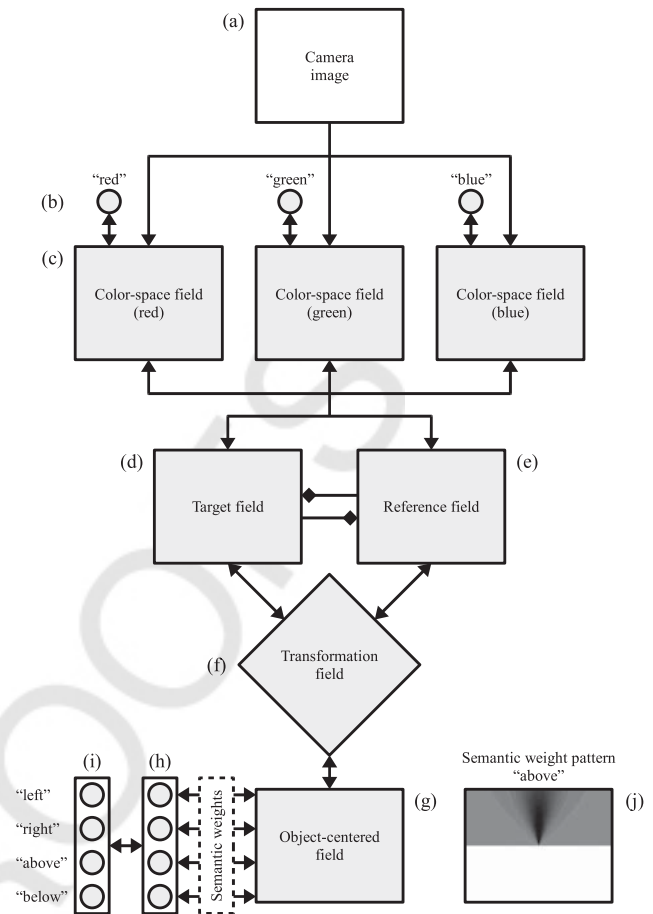 (a)
Camera
image
"red" "green" "blue"
(b)
(c)
Color-space field
(red)
Color-space field
(green)
Color-space field
(blue)
(d)
(e)
Target field
Reference field
Transformation
field
(f)
(i)
(h)
(g)
Semantic weight pattern
"above"
(j)
"left"
"right"
"above"
"below"
Semantic weights
Object-centered
field